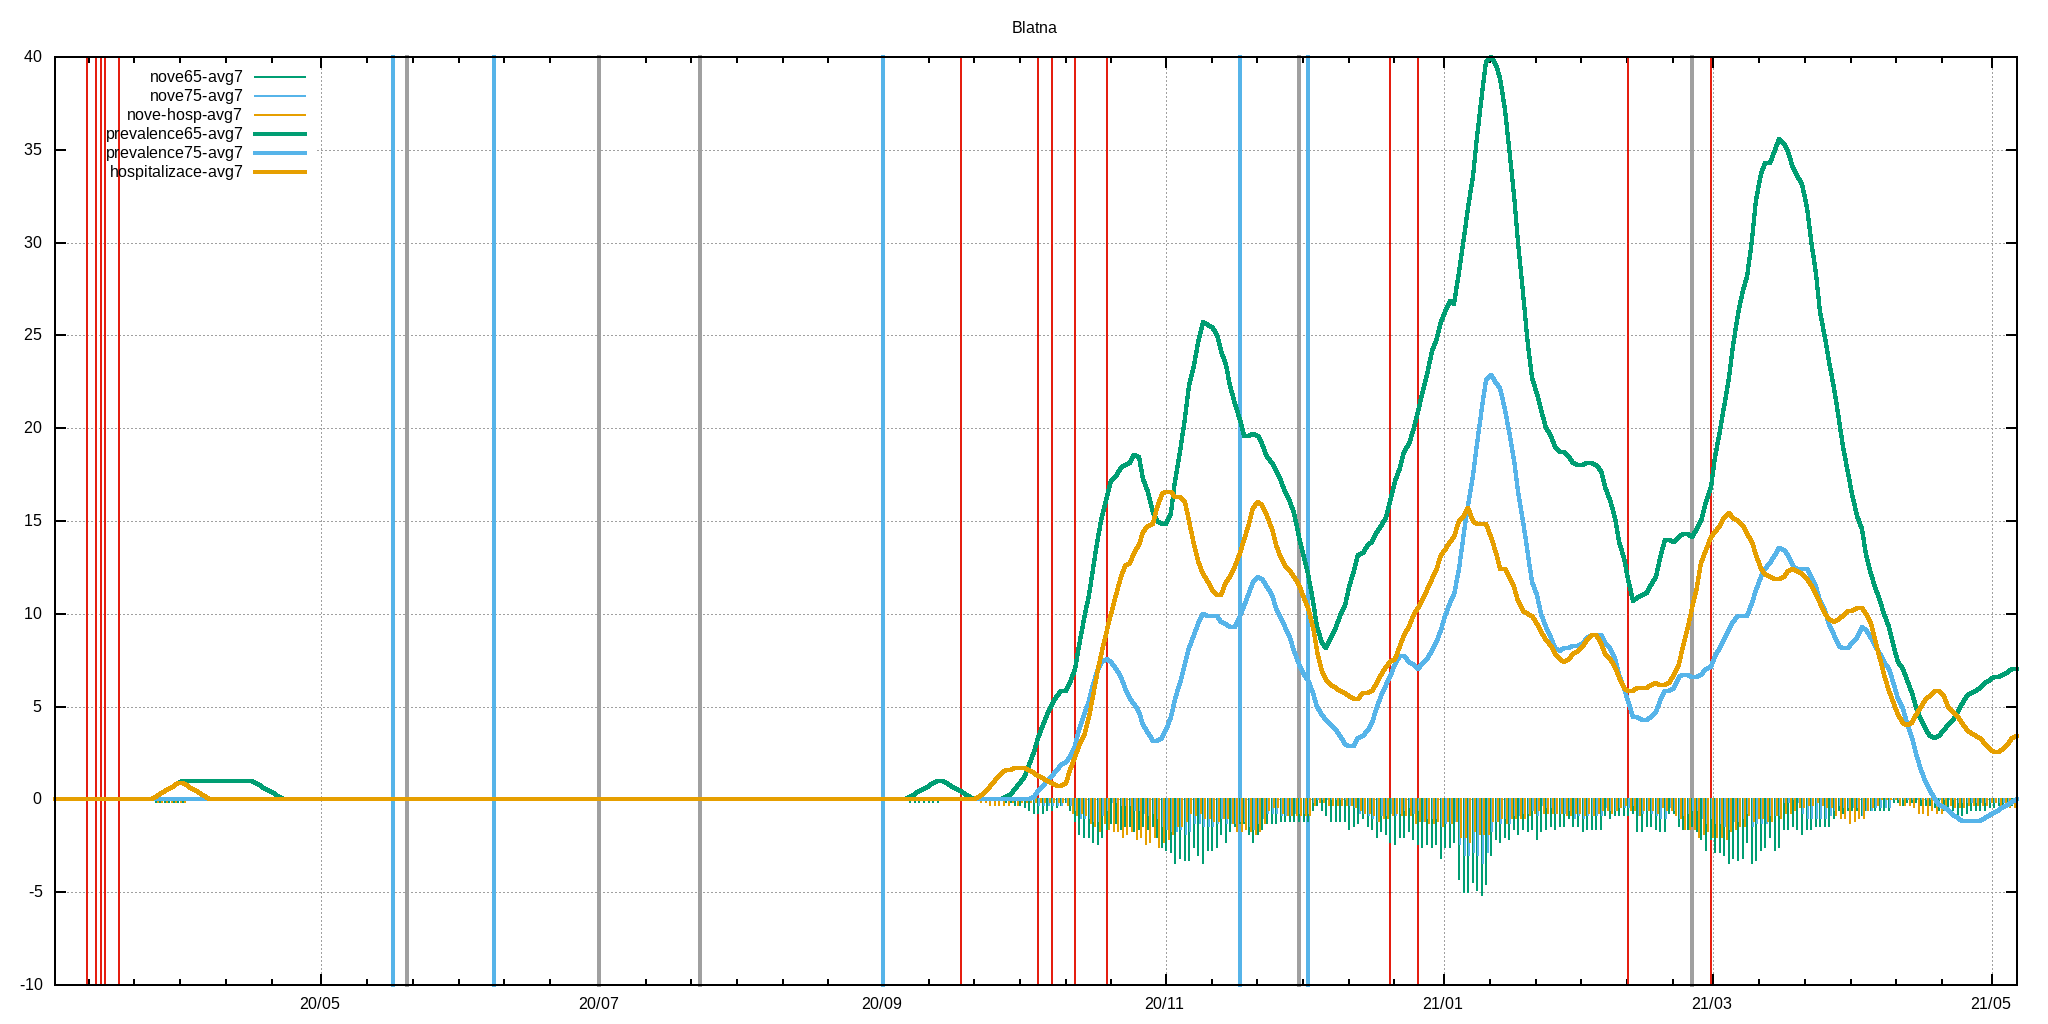 Blatna
40
35
30
25
20
15
10
5
0
-5
-10
nove65-avg7
nove75-avg7
nove-hosp-avg7
prevalence65-avg7
prevalence75-avg7
hospitalizace-avg7
20/05 20/07 20/09 20/11 21/01 21/03 21/05